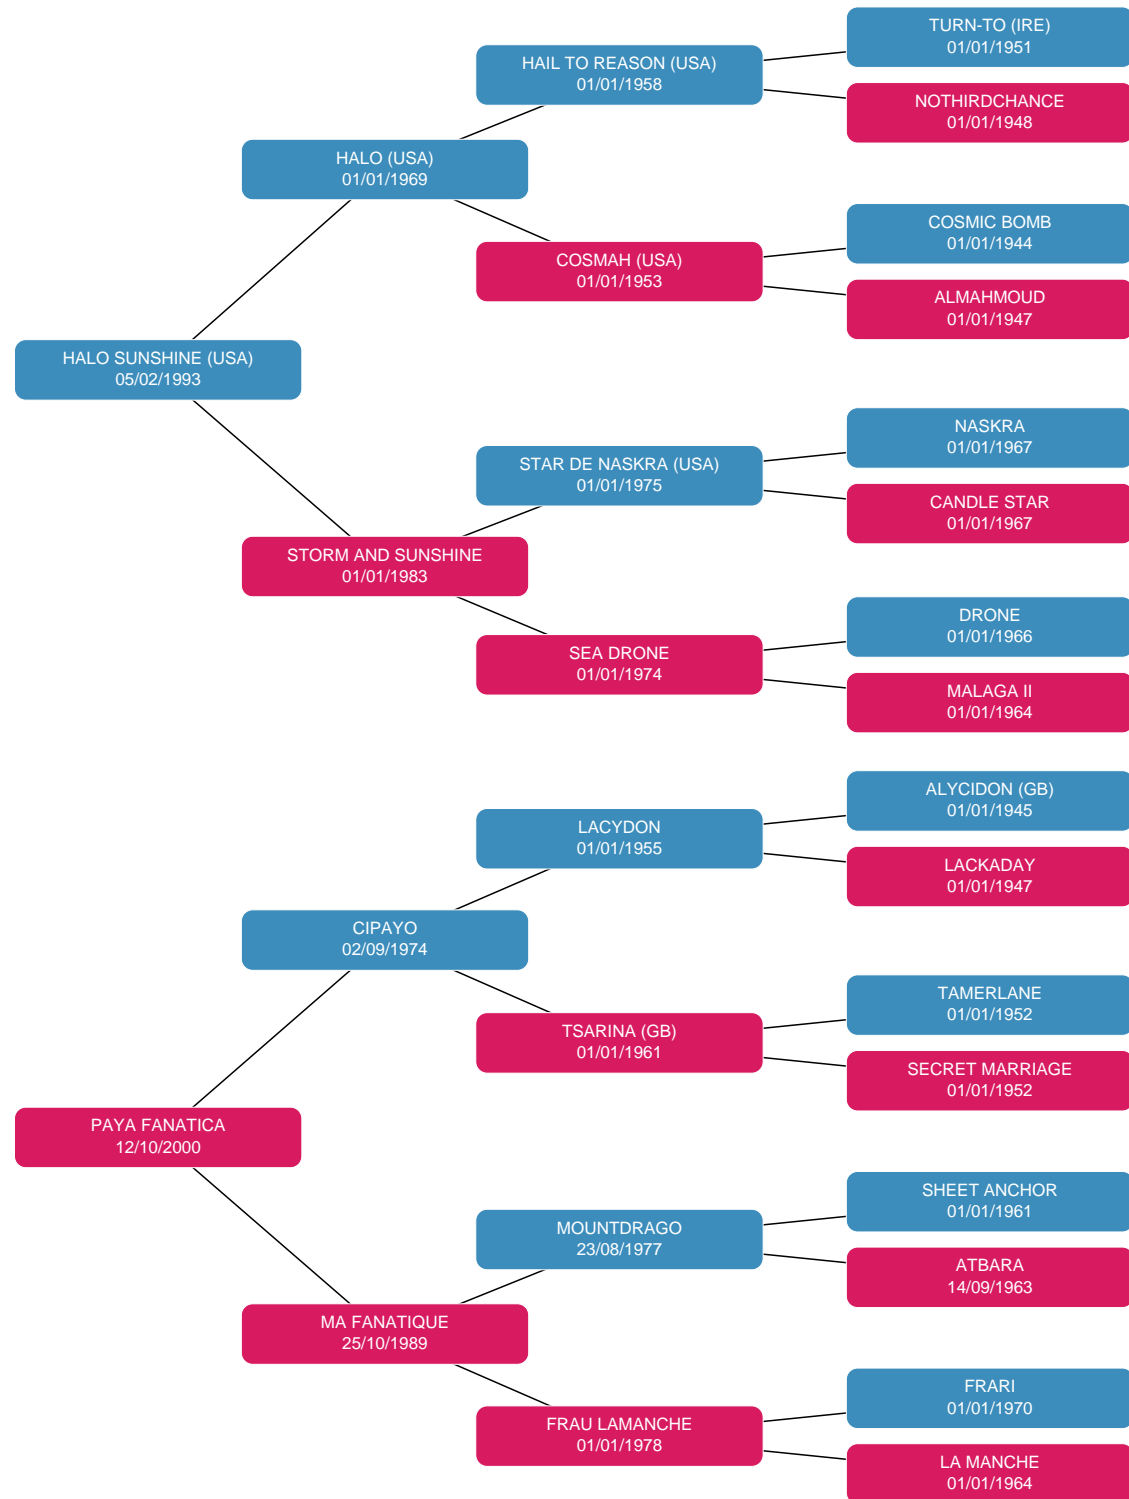 TURN-TO (IRE)
01/01/1951
HAIL TO REASON (USA)
01/01/1958
NOTHIRDCHANCE
01/01/1948
HALO (USA)
01/01/1969
COSMIC BOMB
01/01/1944
COSMAH (USA)
01/01/1953
ALMAHMOUD
01/01/1947
HALO SUNSHINE (USA)
05/02/1993
NASKRA
01/01/1967
STAR DE NASKRA (USA)
01/01/1975
CANDLE STAR
01/01/1967
STORM AND SUNSHINE
01/01/1983
DRONE
01/01/1966
SEA DRONE
01/01/1974
MALAGA II
01/01/1964
ALYCIDON (GB)
01/01/1945
LACYDON
01/01/1955
LACKADAY
01/01/1947
CIPAYO
02/09/1974
TAMERLANE
01/01/1952
TSARINA (GB)
01/01/1961
SECRET MARRIAGE
01/01/1952
PAYA FANATICA
12/10/2000
SHEET ANCHOR
01/01/1961
MOUNTDRAGO
23/08/1977
ATBARA
14/09/1963
MA FANATIQUE
25/10/1989
FRARI
01/01/1970
FRAU LAMANCHE
01/01/1978
LA MANCHE
01/01/1964